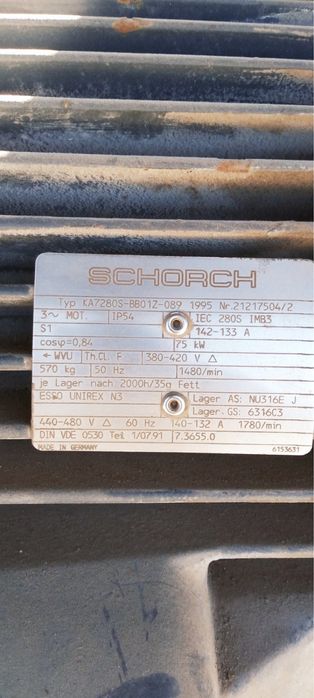 SCHORCH
Typ KA7280S-BB01Z-089 1995 Nr.21217504/2
3~ MOT. IP54 IEC 280S IMB3
S1 142-133 A
cosφ=0,84 75 kW
← WVU Th.CL. F 380-420 V △
570 kg 50 Hz 1480/min
je Lager nach 2000h/35g Fett
ESSO UNIREX N3 Lager AS: NU316E J
Lager GS: 6316C3
440-480 V △ 60 Hz 140-132 A 1780/min
DIN VDE 0530 Teil 1/07.91 7.3655.0
MADE IN GERMANY 6153631